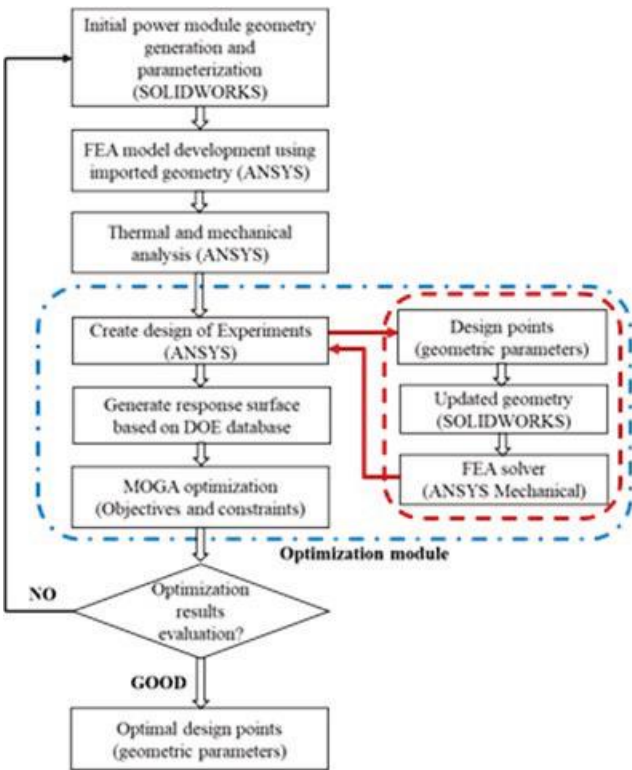 Initial power module geometry
generation and
parameterization
(SOLIDWORKS)
FEA model development using
imported geometry (ANSYS)
Thermal and mechanical
analysis (ANSYS)
Create design of Experiments
(ANSYS)
Design points
(geometric parameters)
Generate response surface
based on DOE database
Updated geometry
(SOLIDWORKS)
MOGA optimization
(Objectives and constraints)
FEA solver
(ANSYS Mechanical)
Optimization module
Optimization
results
evaluation?
NO
GOOD
Optimal design points
(geometric parameters)